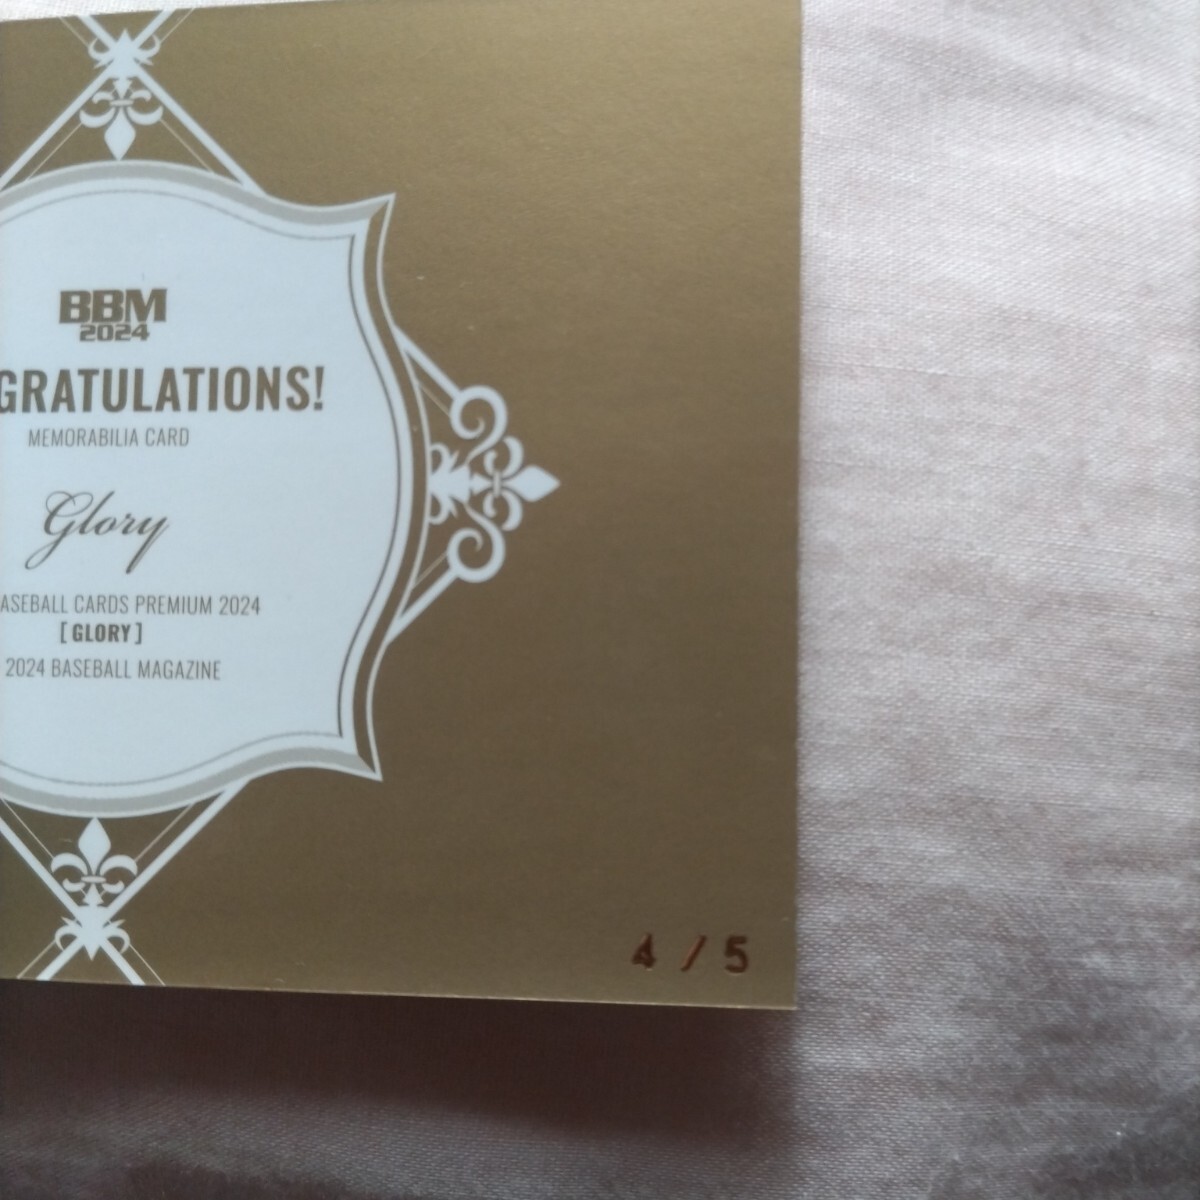 BBM
2024
GRATULATIONS!
MEMORABILIA CARD
Glory
ASEBALL CARDS PREMIUM 2024
[GLORY]
2024 BASEBALL MAGAZINE
4 / 5